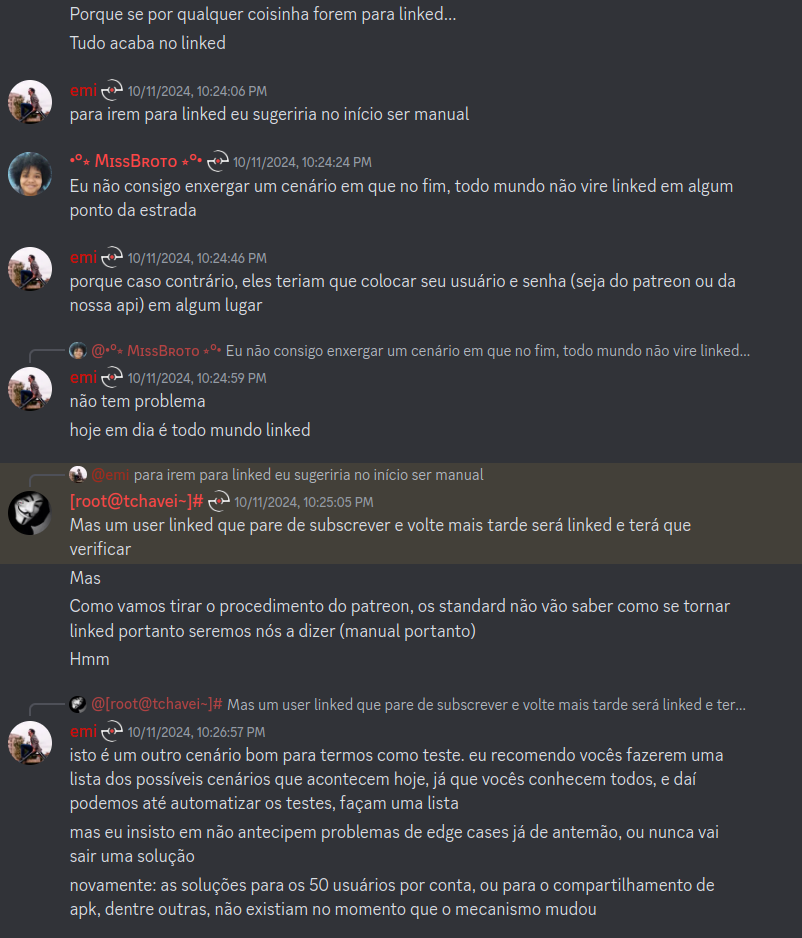 Porque se por qualquer coisinha forem para linked...
Tudo acaba no linked
emi 10/11/2024, 10:24:06 PM
para irem para linked eu sugeriria no início ser manual
•°⋆ MissBroto ⋆°• 10/11/2024, 10:24:24 PM
Eu não consigo enxergar um cenário em que no fim, todo mundo não vire linked em algum
ponto da estrada
emi 10/11/2024, 10:24:46 PM
porque caso contrário, eles teriam que colocar seu usuário e senha (seja do patreon ou da
nossa api) em algum lugar
@•°⋆ MissBroto ⋆°• Eu não consigo enxergar um cenário em que no fim, todo mundo não vire linked...
emi 10/11/2024, 10:24:59 PM
não tem problema
hoje em dia é todo mundo linked
@emi para irem para linked eu sugeriria no início ser manual
[root@tchavei~]# 10/11/2024, 10:25:05 PM
Mas um user linked que pare de subscrever e volte mais tarde será linked e terá que
verificar
Mas
Como vamos tirar o procedimento do patreon, os standard não vão saber como se tornar
linked portanto seremos nós a dizer (manual portanto)
Hmm
@[root@tchavei~]# Mas um user linked que pare de subscrever e volte mais tarde será linked e ter...
emi 10/11/2024, 10:26:57 PM
isto é um outro cenário bom para termos como teste. eu recomendo vocês fazerem uma
lista dos possíveis cenários que acontecem hoje, já que vocês conhecem todos, e daí
podemos até automatizar os testes, façam uma lista
mas eu insisto em não antecipem problemas de edge cases já de antemão, ou nunca vai
sair uma solução
novamente: as soluções para os 50 usuários por conta, ou para o compartilhamento de
apk, dentre outras, não existiam no momento que o mecanismo mudou